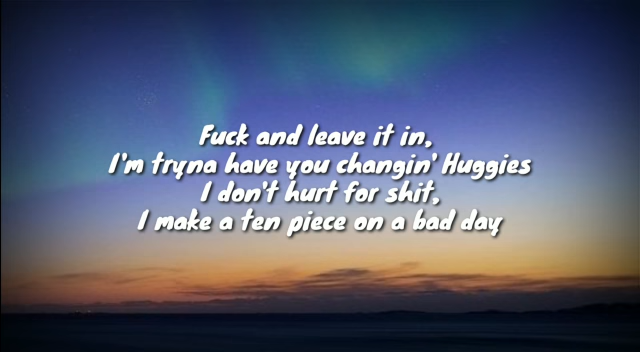 Fuck and leave it in,
I'm tryna have you changin' Huggies
I don't hurt for shit,
I make a ten piece on a bad day